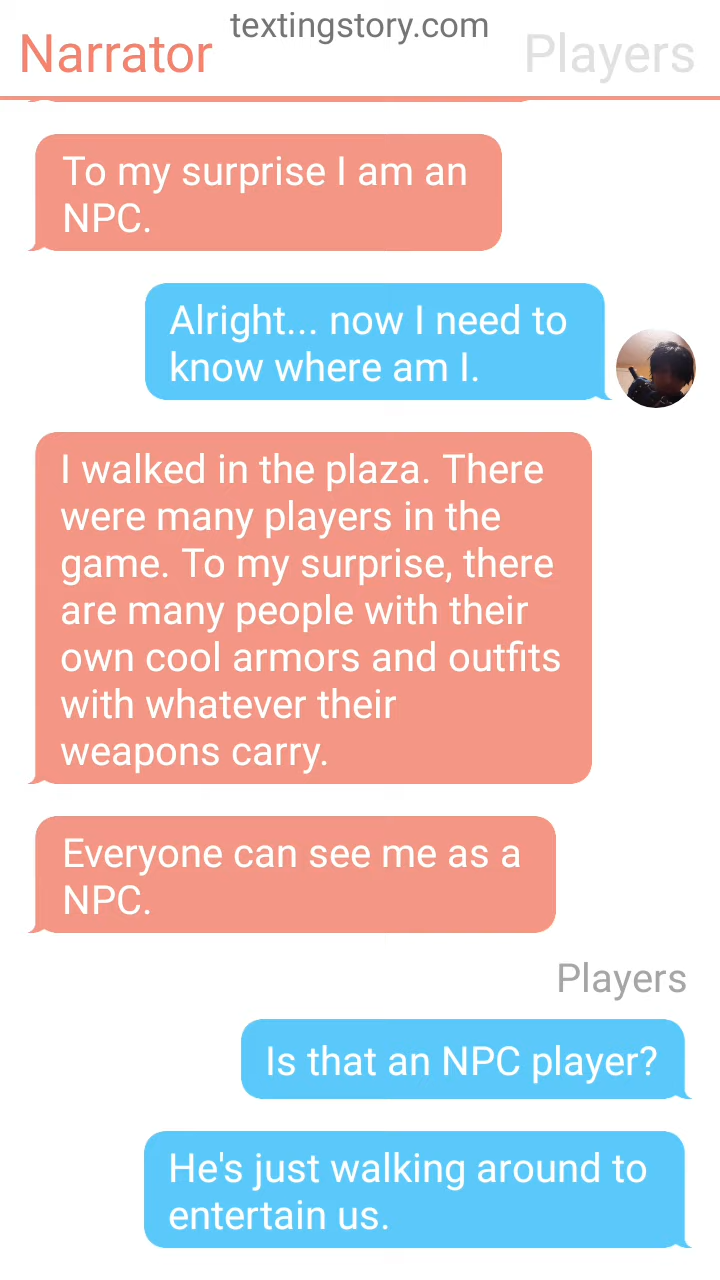 textingstory.com
Narrator
Players
To my surprise I am an
NPC.
Alright... now I need to
know where am I.
I walked in the plaza. There
were many players in the
game. To my surprise, there
are many people with their
own cool armors and outfits
with whatever their
weapons carry.
Everyone can see me as a
NPC.
Players
Is that an NPC player?
He's just walking around to
entertain us.